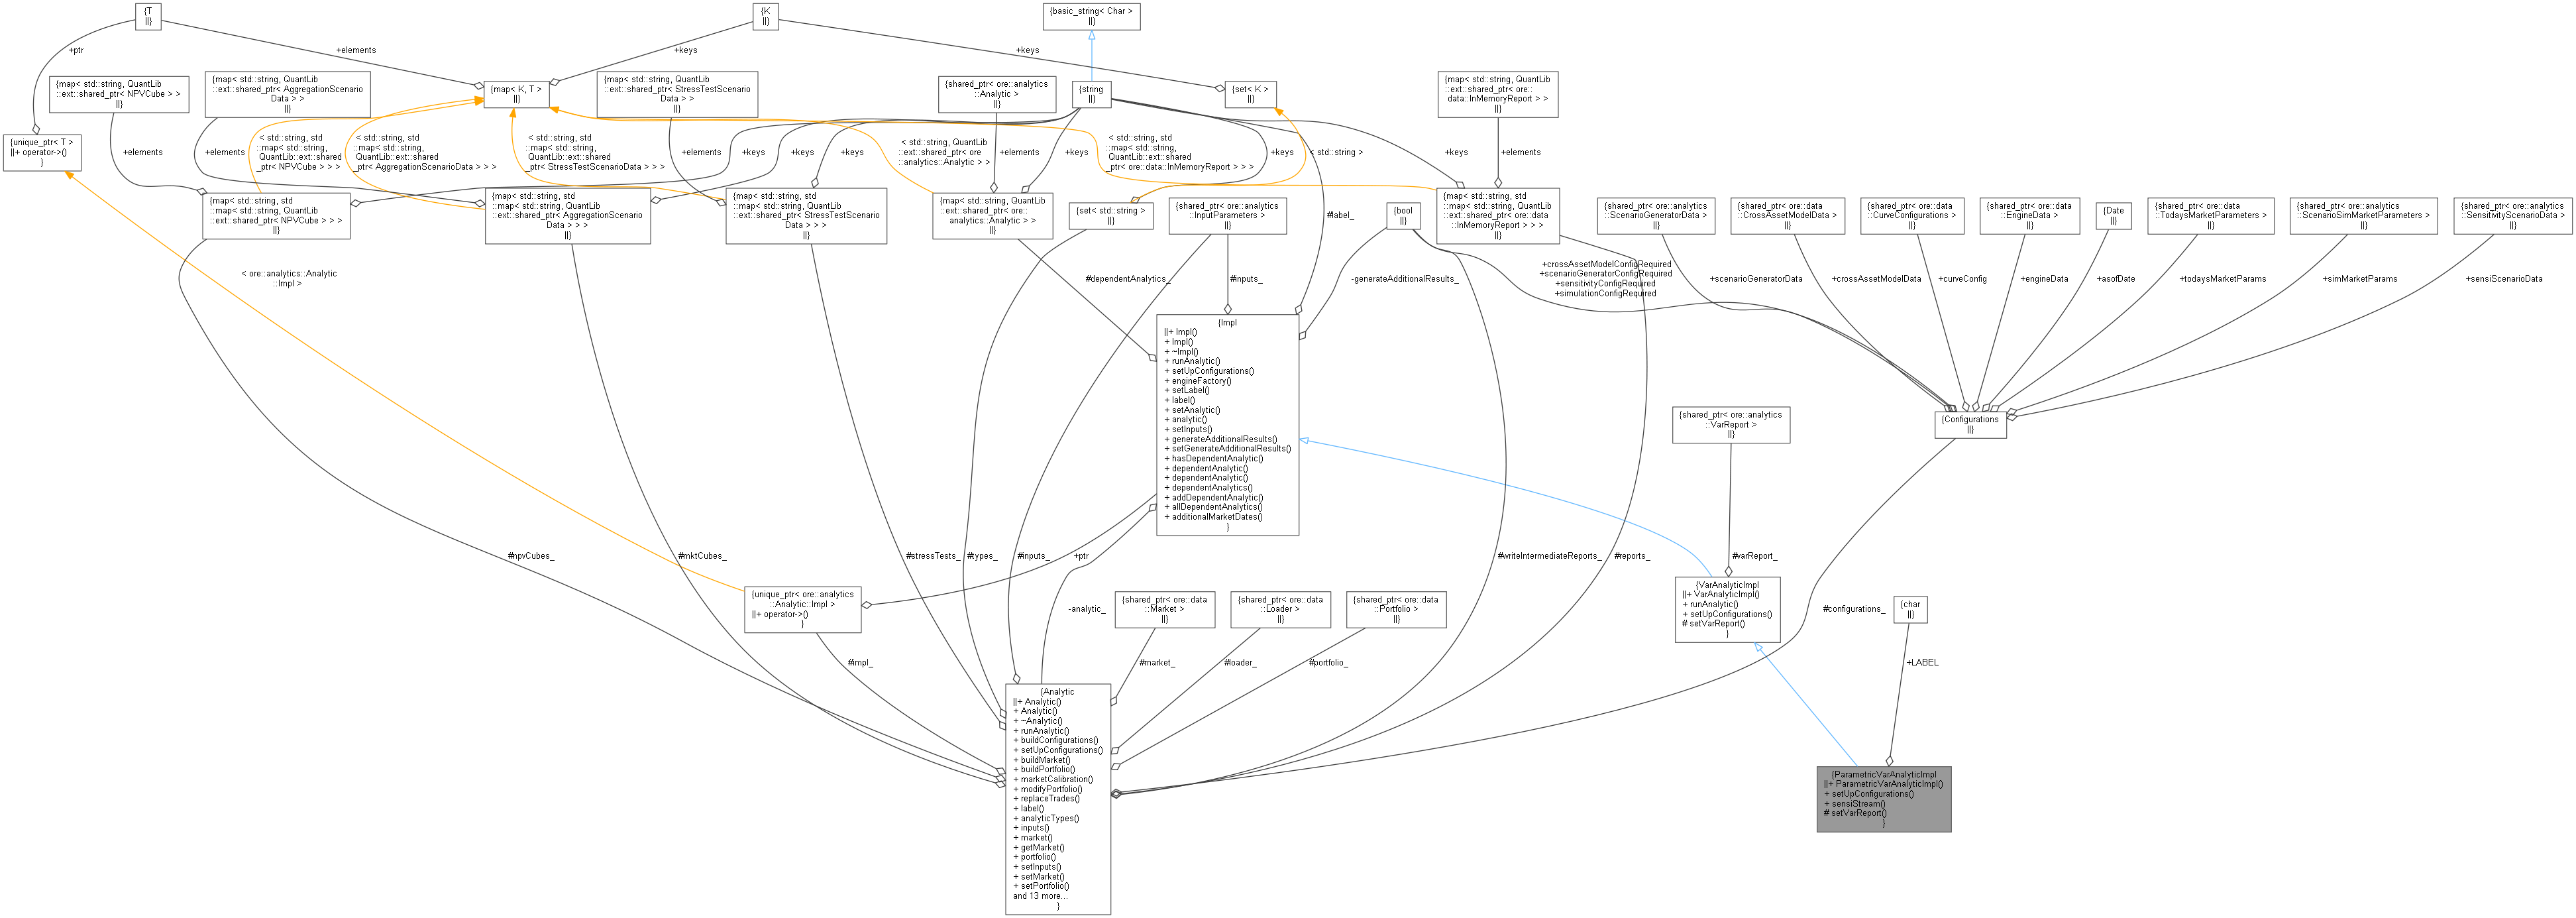 {T
||}
{K
||}
{basic_string< Char >
||}
+ptr
+elements
+keys
+keys
{map< std::string, QuantLib
::ext::shared_ptr< NPVCube > >
||}
{map< std::string, QuantLib
::ext::shared_ptr< AggregationScenario
Data > >
||}
{map< K, T >
||}
{map< std::string, QuantLib
::ext::shared_ptr< StressTestScenario
Data > >
||}
{shared_ptr< ore::analytics
::Analytic >
||}
{string
||}
{set< K >
||}
{map< std::string, QuantLib
::ext::shared_ptr< ore::
data::InMemoryReport > >
||}
{unique_ptr< T >
||+ operator->()
}
+elements
+elements
< std::string, std
::map< std::string,
QuantLib::ext::shared
_ptr< NPVCube > > >
< std::string, std
::map< std::string,
QuantLib::ext::shared
_ptr< AggregationScenarioData > > >
< std::string, std
::map< std::string,
QuantLib::ext::shared
_ptr< StressTestScenarioData > > >
+elements
+keys
+keys
+keys
< std::string, QuantLib
::ext::shared_ptr< ore
::analytics::Analytic > >
+elements
+keys
< std::string, std
::map< std::string,
QuantLib::ext::shared
_ptr< ore::data::InMemoryReport > > >
+keys
< std::string >
+keys
+elements
{map< std::string, std
::map< std::string, QuantLib
::ext::shared_ptr< NPVCube > > >
||}
{map< std::string, std
::map< std::string, QuantLib
::ext::shared_ptr< AggregationScenario
Data > > >
||}
{map< std::string, std
::map< std::string, QuantLib
::ext::shared_ptr< StressTestScenario
Data > > >
||}
{map< std::string, QuantLib
::ext::shared_ptr< ore::
analytics::Analytic > >
||}
{set< std::string >
||}
{shared_ptr< ore::analytics
::InputParameters >
||}
#label_
{bool
||}
{map< std::string, std
::map< std::string, QuantLib
::ext::shared_ptr< ore::data
::InMemoryReport > > >
||}
{shared_ptr< ore::analytics
::ScenarioGeneratorData >
||}
{shared_ptr< ore::data
::CrossAssetModelData >
||}
{shared_ptr< ore::data
::CurveConfigurations >
||}
{shared_ptr< ore::data
::EngineData >
||}
{Date
||}
{shared_ptr< ore::data
::TodaysMarketParameters >
||}
{shared_ptr< ore::analytics
::ScenarioSimMarketParameters >
||}
{shared_ptr< ore::analytics
::SensitivityScenarioData >
||}
< ore::analytics::Analytic
::Impl >
#dependentAnalytics_
#inputs_
-generateAdditionalResults_
+crossAssetModelConfigRequired
+scenarioGeneratorConfigRequired
+sensitivityConfigRequired
+simulationConfigRequired
+scenarioGeneratorData
+crossAssetModelData
+curveConfig
+engineData
+asofDate
+todaysMarketParams
+simMarketParams
+sensiScenarioData
{Impl
||+ Impl()
+ Impl()
+ ~Impl()
+ runAnalytic()
+ setUpConfigurations()
+ engineFactory()
+ setLabel()
+ label()
+ setAnalytic()
+ analytic()
+ setInputs()
+ generateAdditionalResults()
+ setGenerateAdditionalResults()
+ hasDependentAnalytic()
+ dependentAnalytic()
+ dependentAnalytic()
+ dependentAnalytics()
+ addDependentAnalytic()
+ allDependentAnalytics()
+ additionalMarketDates()
}
{shared_ptr< ore::analytics
::VarReport >
||}
{Configurations
||}
#npvCubes_
#mktCubes_
#stressTests_
#types_
#inputs_
+ptr
#writeIntermediateReports_
#reports_
#varReport_
{unique_ptr< ore::analytics
::Analytic::Impl >
||+ operator->()
}
-analytic_
{shared_ptr< ore::data
::Market >
||}
{shared_ptr< ore::data
::Loader >
||}
{shared_ptr< ore::data
::Portfolio >
||}
{VarAnalyticImpl
||+ VarAnalyticImpl()
+ runAnalytic()
+ setUpConfigurations()
# setVarReport()
}
#configurations_
{char
||}
#impl_
#market_
#loader_
#portfolio_
+LABEL
{Analytic
||+ Analytic()
+ Analytic()
+ ~Analytic()
+ runAnalytic()
+ buildConfigurations()
+ setUpConfigurations()
+ buildMarket()
+ buildPortfolio()
+ marketCalibration()
+ modifyPortfolio()
+ replaceTrades()
+ label()
+ analyticTypes()
+ inputs()
+ market()
+ getMarket()
+ portfolio()
+ setInputs()
+ setMarket()
+ setPortfolio()
and 13 more...
}
{ParametricVarAnalyticImpl
||+ ParametricVarAnalyticImpl()
+ setUpConfigurations()
+ sensiStream()
# setVarReport()
}